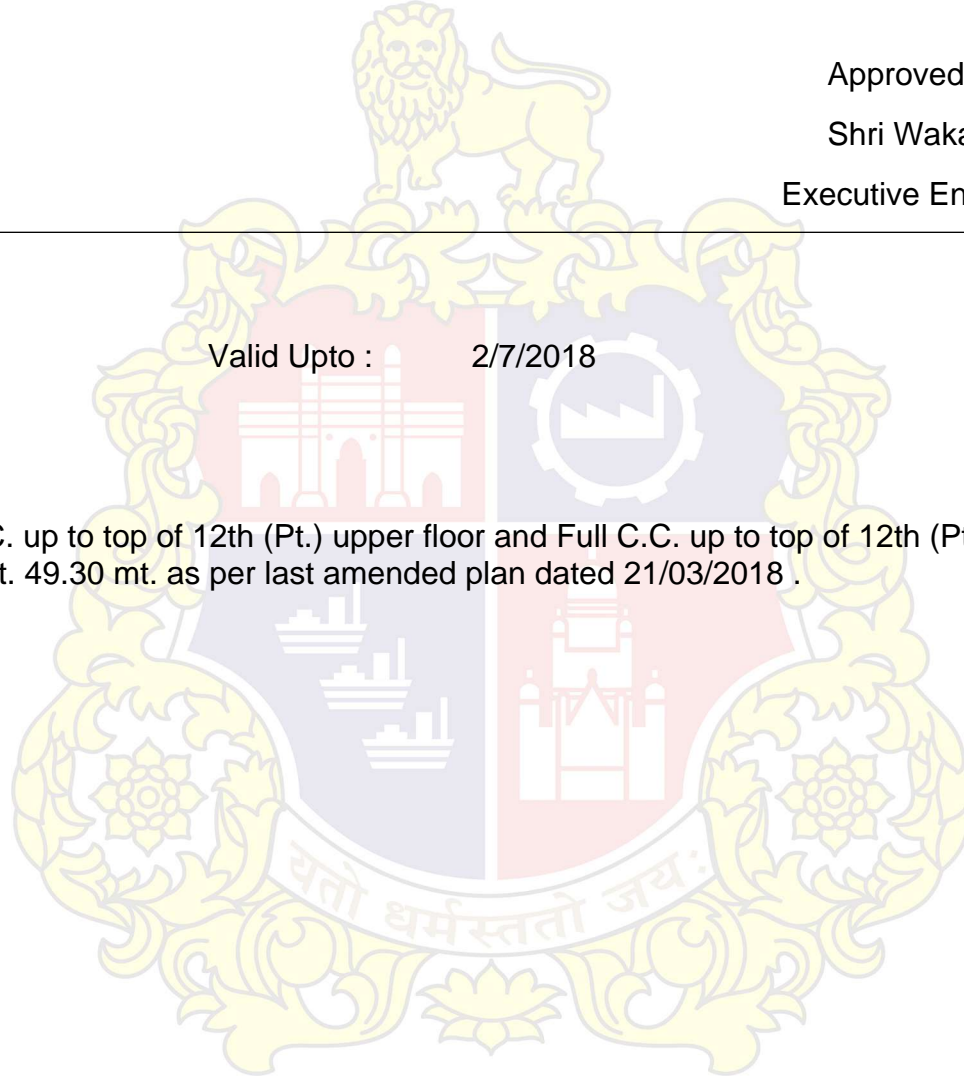 Approved
Shri Waka
Executive En
Valid Upto : 2/7/2018
C. up to top of 12th (Pt.) upper floor and Full C.C. up to top of 12th (Pt
t. 49.30 mt. as per last amended plan dated 21/03/2018 .
यतो धर्मस्ततो जय: